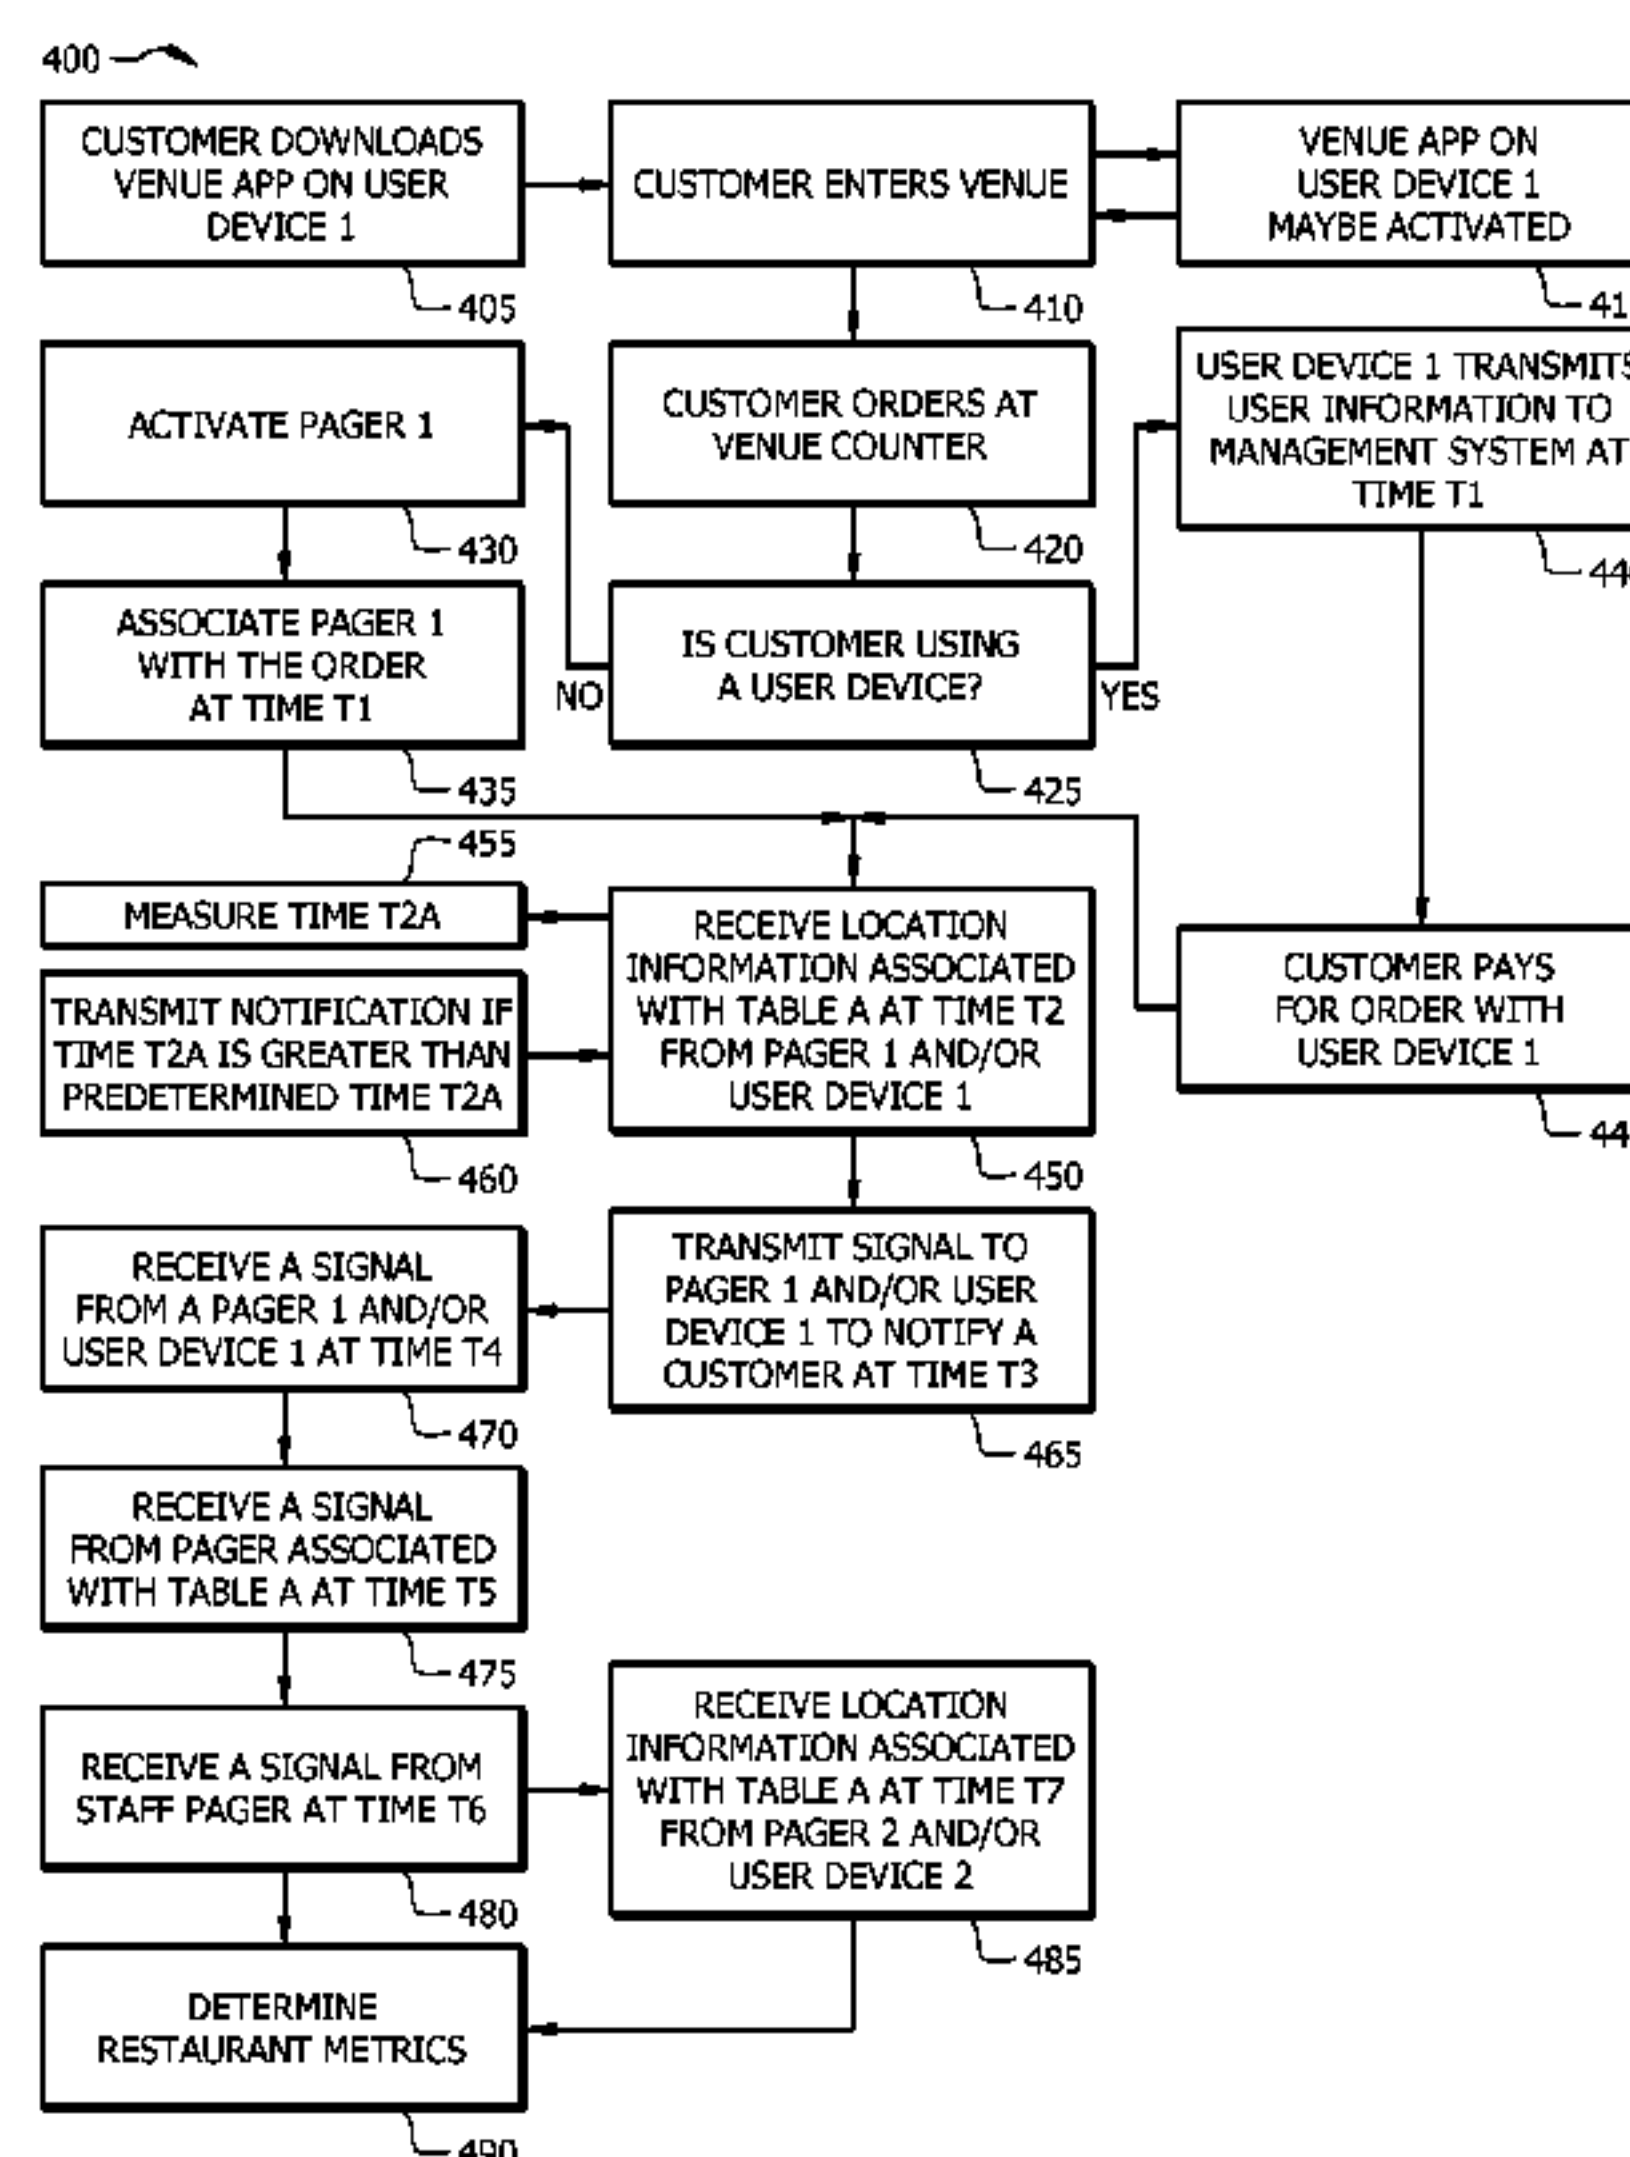 400
CUSTOMER DOWNLOADS
VENUE APP ON USER
DEVICE 1
405
CUSTOMER ENTERS VENUE
410
VENUE APP ON
USER DEVICE 1
MAYBE ACTIVATED
41
ACTIVATE PAGER 1
430
CUSTOMER ORDERS AT
VENUE COUNTER
420
USER DEVICE 1 TRANSMITS
USER INFORMATION TO
MANAGEMENT SYSTEM AT
TIME T1
44
ASSOCIATE PAGER 1
WITH THE ORDER
AT TIME T1
435
IS CUSTOMER USING
A USER DEVICE?
NO
YES
425
455
MEASURE TIME T2A
TRANSMIT NOTIFICATION IF
TIME T2A IS GREATER THAN
PREDETERMINED TIME T2A
460
RECEIVE LOCATION
INFORMATION ASSOCIATED
WITH TABLE A AT TIME T2
FROM PAGER 1 AND/OR
USER DEVICE 1
450
CUSTOMER PAYS
FOR ORDER WITH
USER DEVICE 1
44
RECEIVE A SIGNAL
FROM A PAGER 1 AND/OR
USER DEVICE 1 AT TIME T4
470
TRANSMIT SIGNAL TO
PAGER 1 AND/OR USER
DEVICE 1 TO NOTIFY A
CUSTOMER AT TIME T3
465
RECEIVE A SIGNAL
FROM PAGER ASSOCIATED
WITH TABLE A AT TIME T5
475
RECEIVE A SIGNAL FROM
STAFF PAGER AT TIME T6
480
RECEIVE LOCATION
INFORMATION ASSOCIATED
WITH TABLE A AT TIME T7
FROM PAGER 2 AND/OR
USER DEVICE 2
485
DETERMINE
RESTAURANT METRICS
490